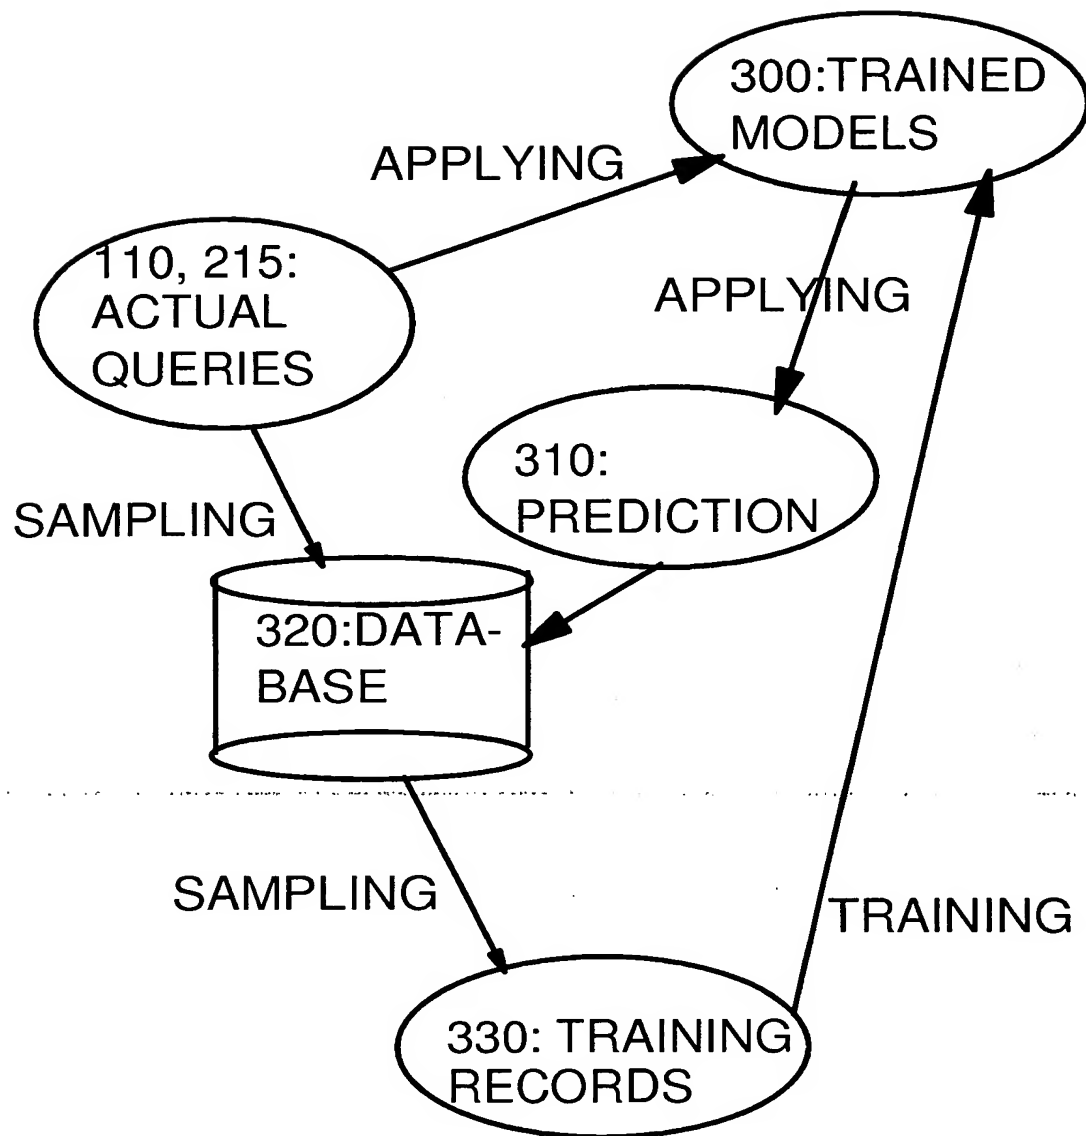 300:TRAINED
MODELS
APPLYING
110, 215:
ACTUAL
QUERIES
APPLYING
310:
PREDICTION
SAMPLING
320:DATA-
BASE
SAMPLING
TRAINING
330: TRAINING
RECORDS